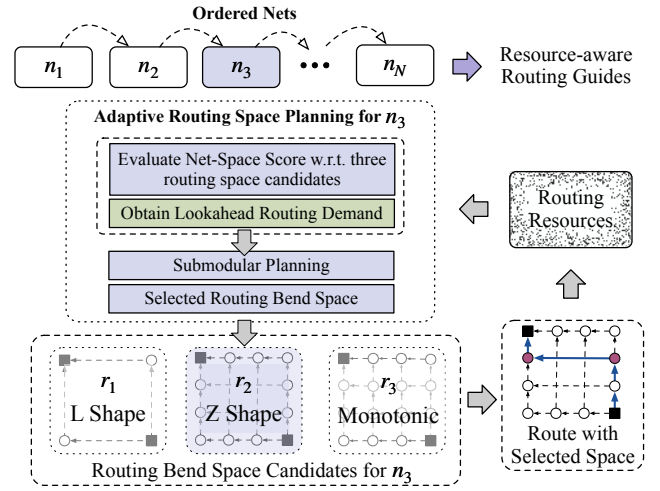 Ordered Nets
n1 n2 n3 ••• nN
Resource-aware
Routing Guides
Adaptive Routing Space Planning for n3
Evaluate Net-Space Score w.r.t. three
routing space candidates
Obtain Lookahead Routing Demand
Submodular Planning
Selected Routing Bend Space
Routing
Resources
r1
L Shape
r2
Z Shape
r3
Monotonic
Routing Bend Space Candidates for n3
Route with
Selected Space